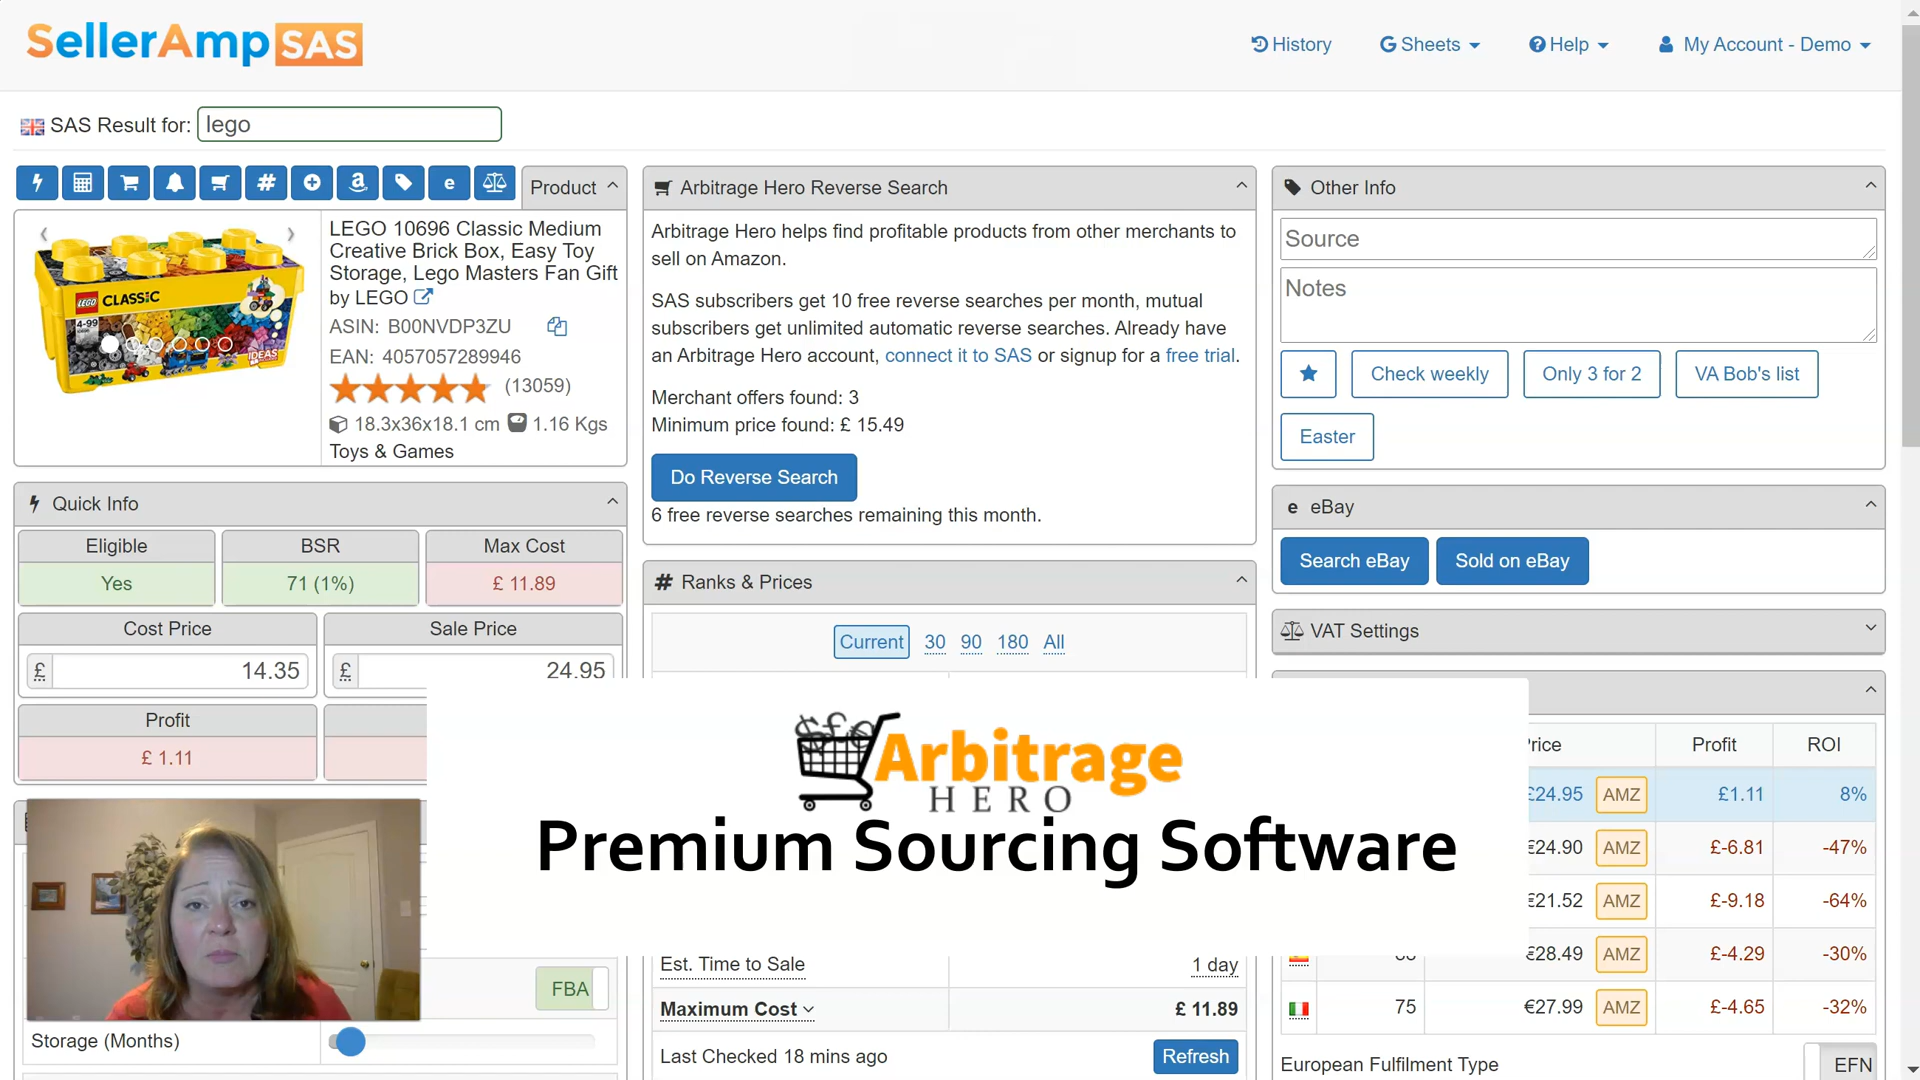 SellerAmp SAS
History
Sheets
Help
My Account - Demo
SAS Result for: lego
Product
LEGO 10696 Classic Medium
Creative Brick Box, Easy Toy
Storage, Lego Masters Fan Gift
by LEGO
ASIN: B00NVDP3ZU
EAN: 4057057289946
(13059)
18.3x36x18.1 cm 1.16 Kgs
Toys & Games
LEGO CLASSIC
4-99
IDEAS
Quick Info
Eligible BSR Max Cost
Yes 71 (1%) £ 11.89
Cost Price Sale Price
£ 14.35 £ 24.95
Profit
£ 1.11
FBA
Storage (Months)
Arbitrage Hero Reverse Search
Arbitrage Hero helps find profitable products from other merchants to
sell on Amazon.
SAS subscribers get 10 free reverse searches per month, mutual
subscribers get unlimited automatic reverse searches. Already have
an Arbitrage Hero account, connect it to SAS or signup for a free trial.
Merchant offers found: 3
Minimum price found: £ 15.49
Do Reverse Search
6 free reverse searches remaining this month.
# Ranks & Prices
Current 30 90 180 All
Arbitrage
HERO
Premium Sourcing Software
Est. Time to Sale 1 day
Maximum Cost £ 11.89
Last Checked 18 mins ago Refresh
Other Info
Source
Notes
Check weekly
Only 3 for 2
VA Bob's list
Easter
e eBay
Search eBay
Sold on eBay
VAT Settings
Profit ROI
£24.95 AMZ £1.11 8%
€24.90 AMZ £-6.81 -47%
€21.52 AMZ £-9.18 -64%
€28.49 AMZ £-4.29 -30%
75 €27.99 AMZ £-4.65 -32%
European Fulfilment Type EFN